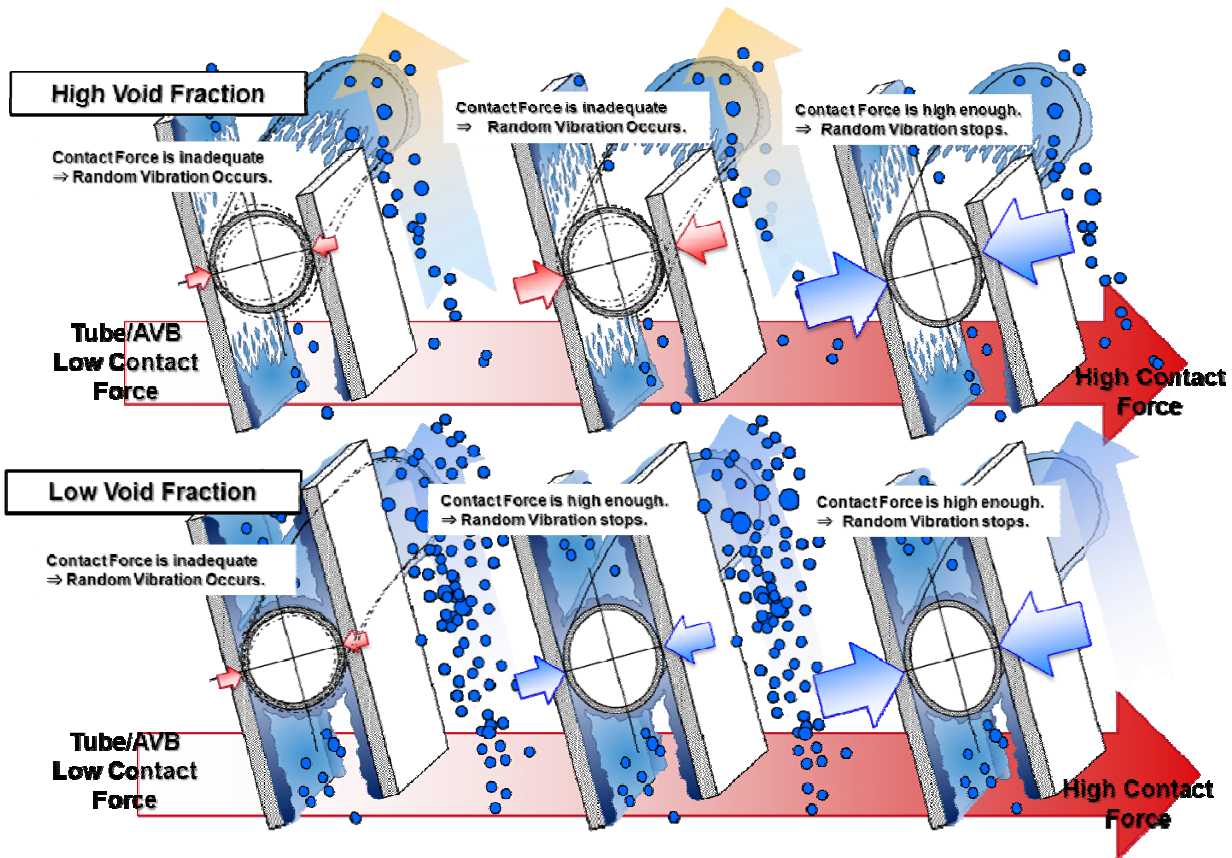 High Void Fraction
Contact Force is inadequate
⇒ Random Vibration Occurs.
Contact Force is inadequate
⇒ Random Vibration Occurs.
Contact Force is high enough.
⇒ Random Vibration stops.
Tube/AVB
Low Contact
Force
High Contact
Force
Low Void Fraction
Contact Force is inadequate
⇒ Random Vibration Occurs.
Contact Force is high enough.
⇒ Random Vibration stops.
Contact Force is high enough.
⇒ Random Vibration stops.
Tube/AVB
Low Contact
Force
High Contact
Force